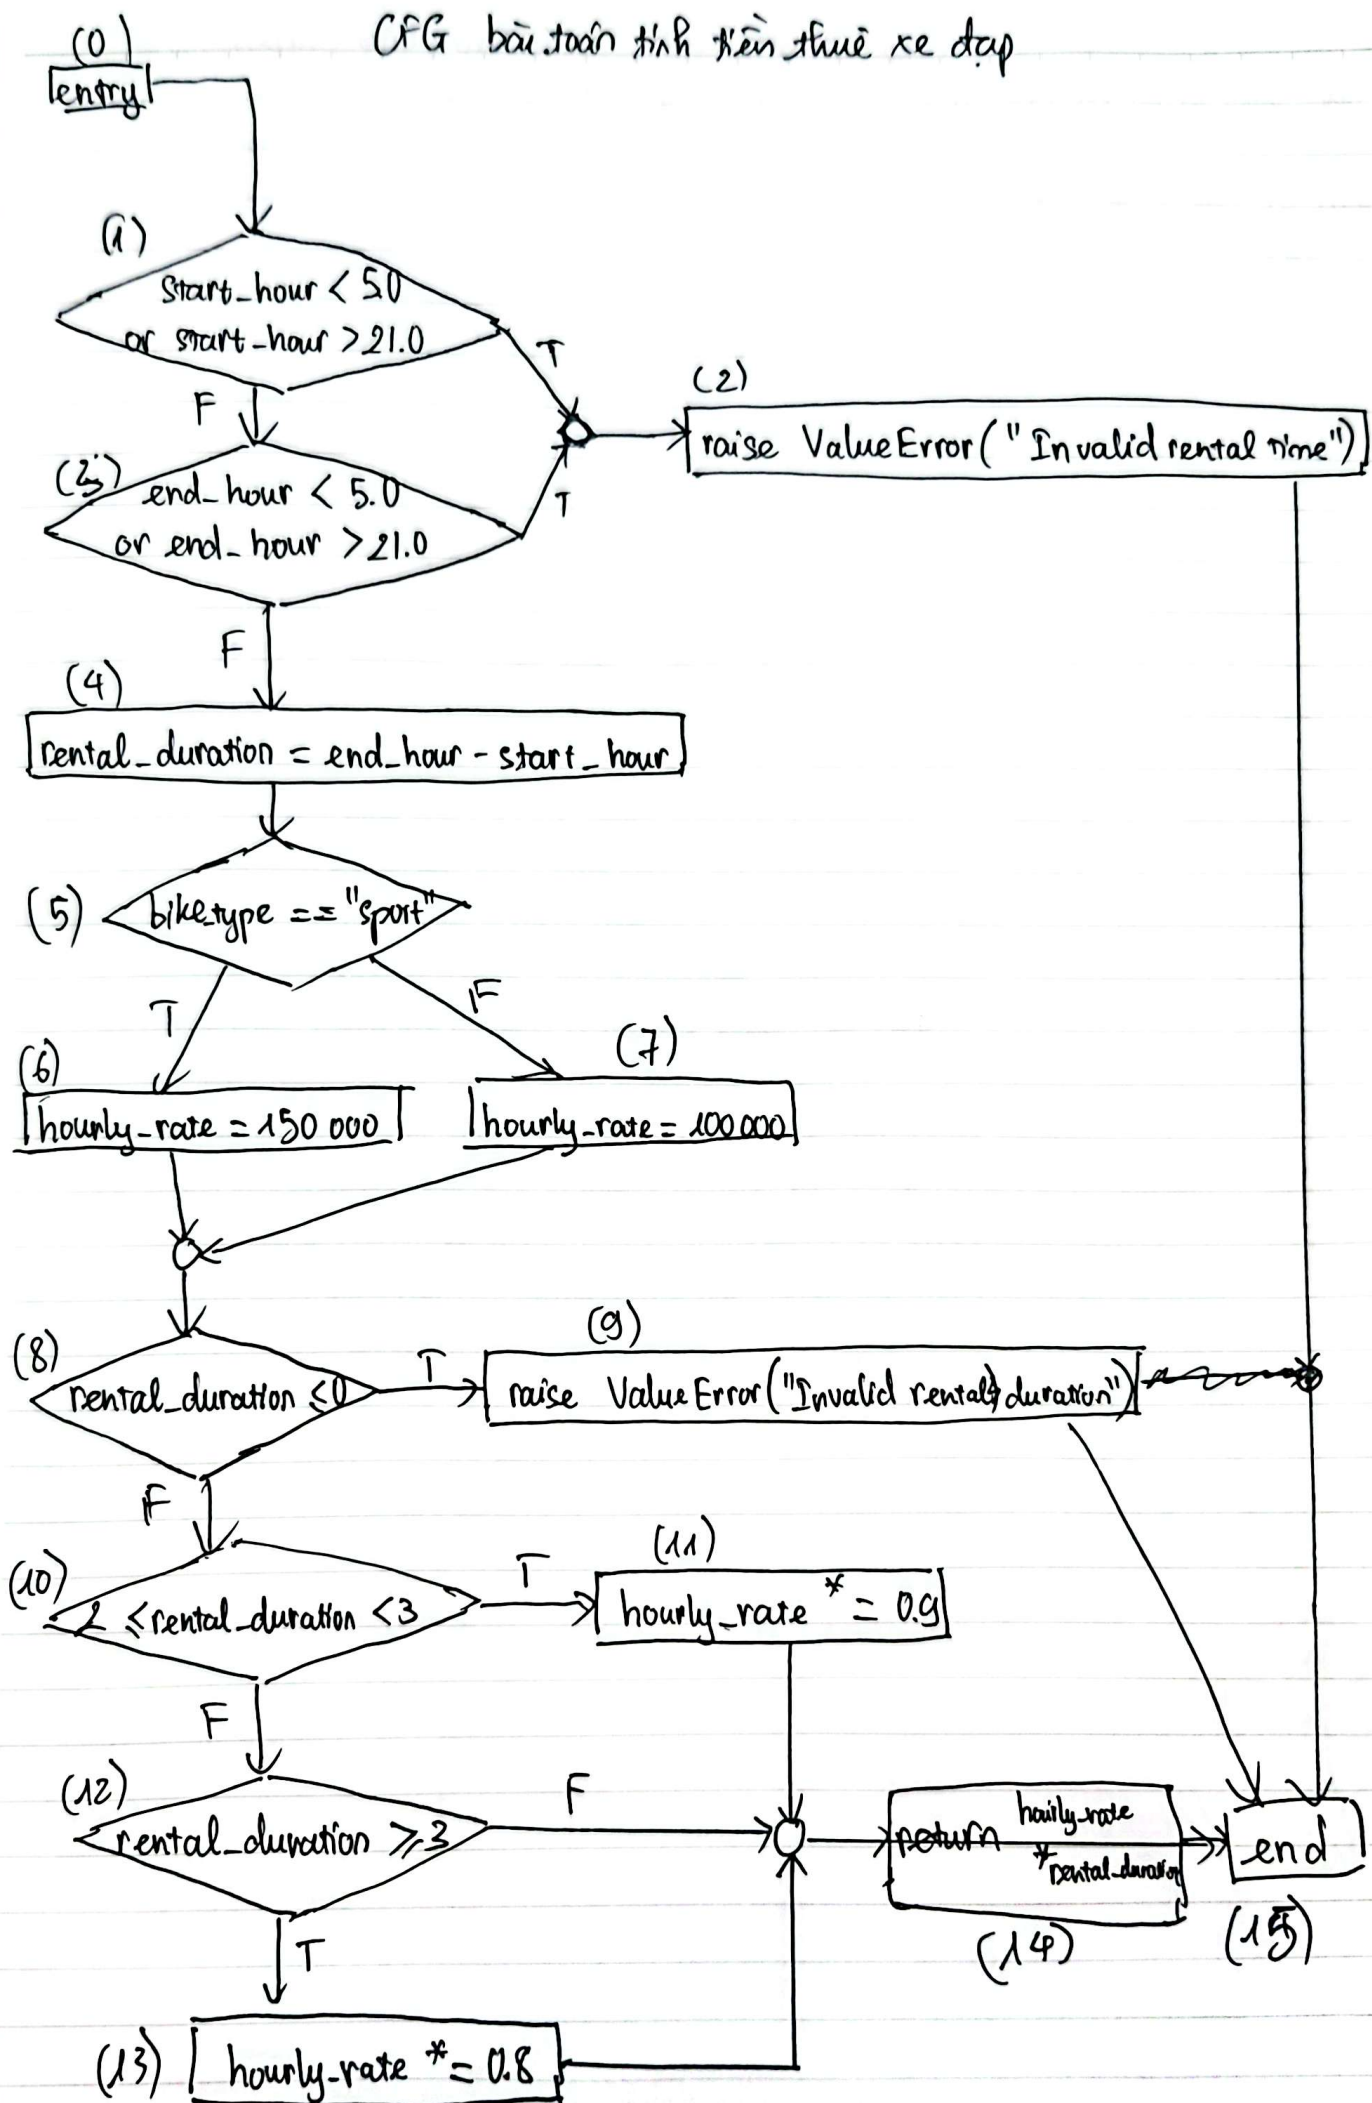 (0)
CFG bài toán tính tiền thuê xe đạp
entry
(1)
start_hour < 5.0
or start_hour > 21.0
T
F
(2)
raise ValueError("Invalid rental time")
(3)
end_hour < 5.0
or end_hour > 21.0
T
F
(4)
rental_duration = end_hour - start_hour
(5)
bike_type == "sport"
T
F
(6)
hourly_rate = 150 000
(7)
hourly_rate = 100 000
(8)
rental_duration ≤ 0
T
(9)
raise ValueError("Invalid rental duration")
F
(10)
2 ≤ rental_duration < 3
T
(11)
hourly_rate *= 0.9
F
(12)
rental_duration ≥ 3
F
return hourly_rate
* rental_duration
end
(14)
(15)
T
(13)
hourly_rate *= 0.8